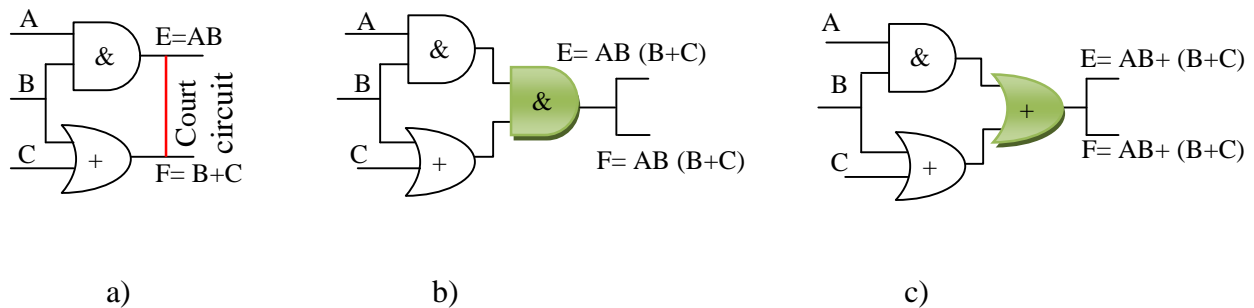 A
B
C
&
+
E=AB
Court
circuit
F= B+C
a)
A
B
C
&
+
&
E= AB (B+C)
F= AB (B+C)
b)
A
B
C
&
+
+
E= AB+ (B+C)
F= AB+ (B+C)
c)